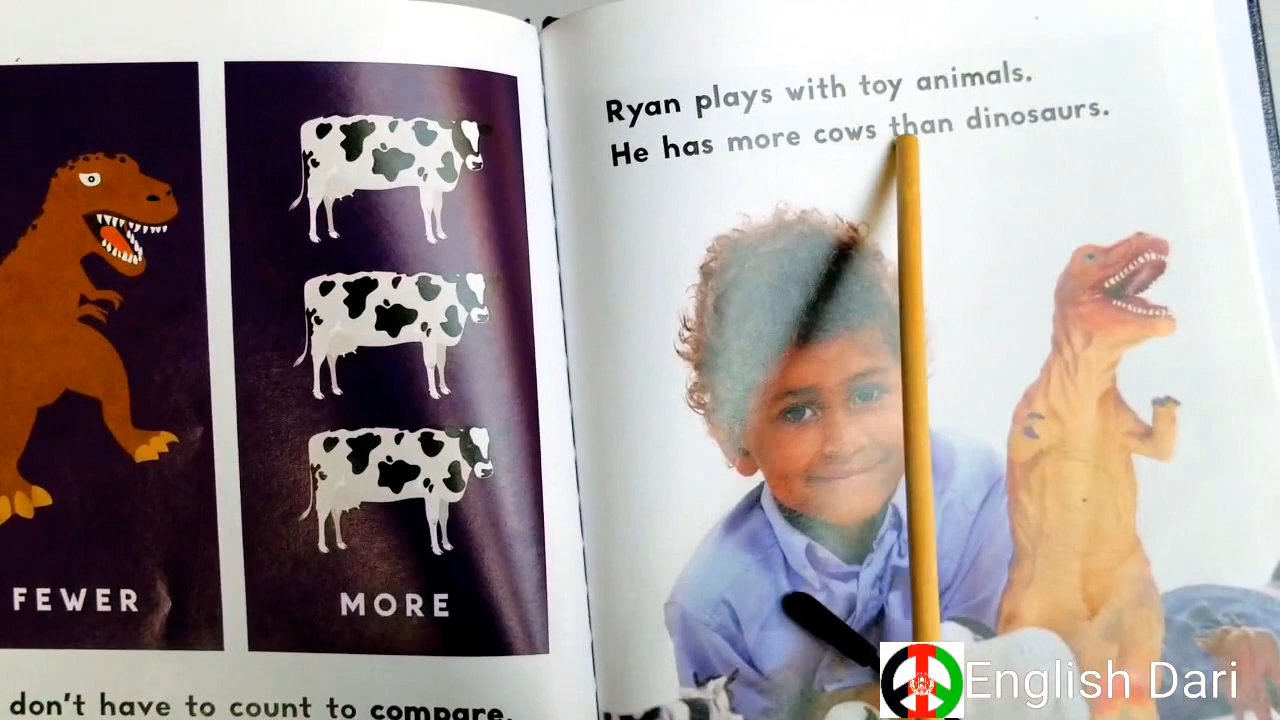 FEWER
MORE
don't have to count to compare.
Ryan plays with toy animals.
He has more cows than dinosaurs.
English Dari